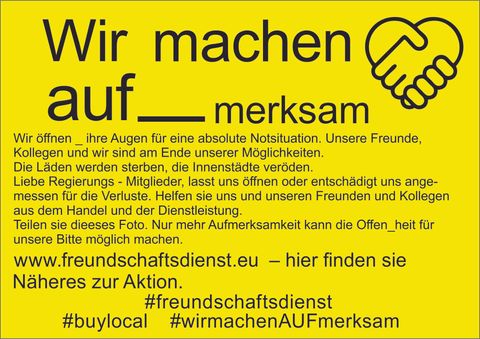 Wir machen
auf__ merksam
Wir öffnen _ ihre Augen für eine absolute Notsituation. Unsere Freunde,
Kollegen und wir sind am Ende unserer Möglichkeiten.
Die Läden werden sterben, die Innenstädte veröden.
Liebe Regierungs - Mitglieder, lasst uns öffnen oder entschädigt uns ange-
messen für die Verluste. Helfen sie uns und unseren Freunden und Kollegen
aus dem Handel und der Dienstleistung.
Teilen sie dieeses Foto. Nur mehr Aufmerksamkeit kann die Offen_heit für
unsere Bitte möglich machen.
www.freundschaftsdienst.eu – hier finden sie
Näheres zur Aktion.
#freundschaftsdienst
#buylocal #wirmachenAUFmerksam